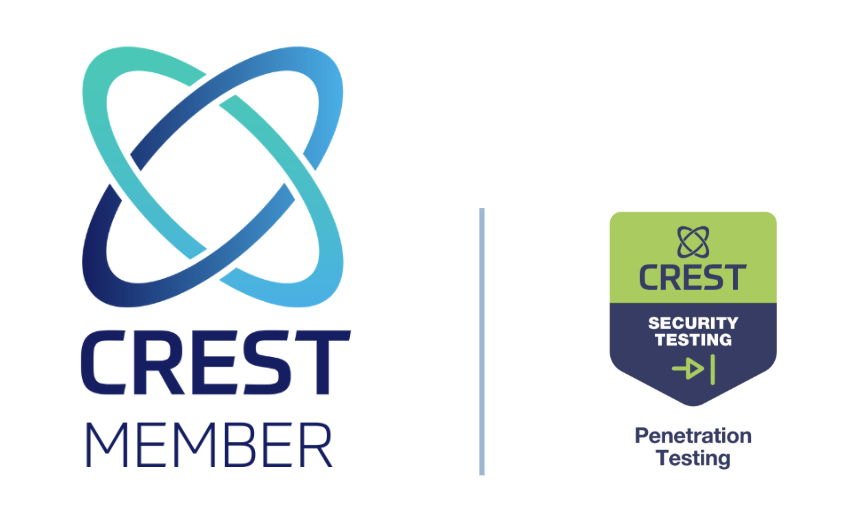 CREST
MEMBER
CREST
SECURITY
TESTING
Penetration
Testing